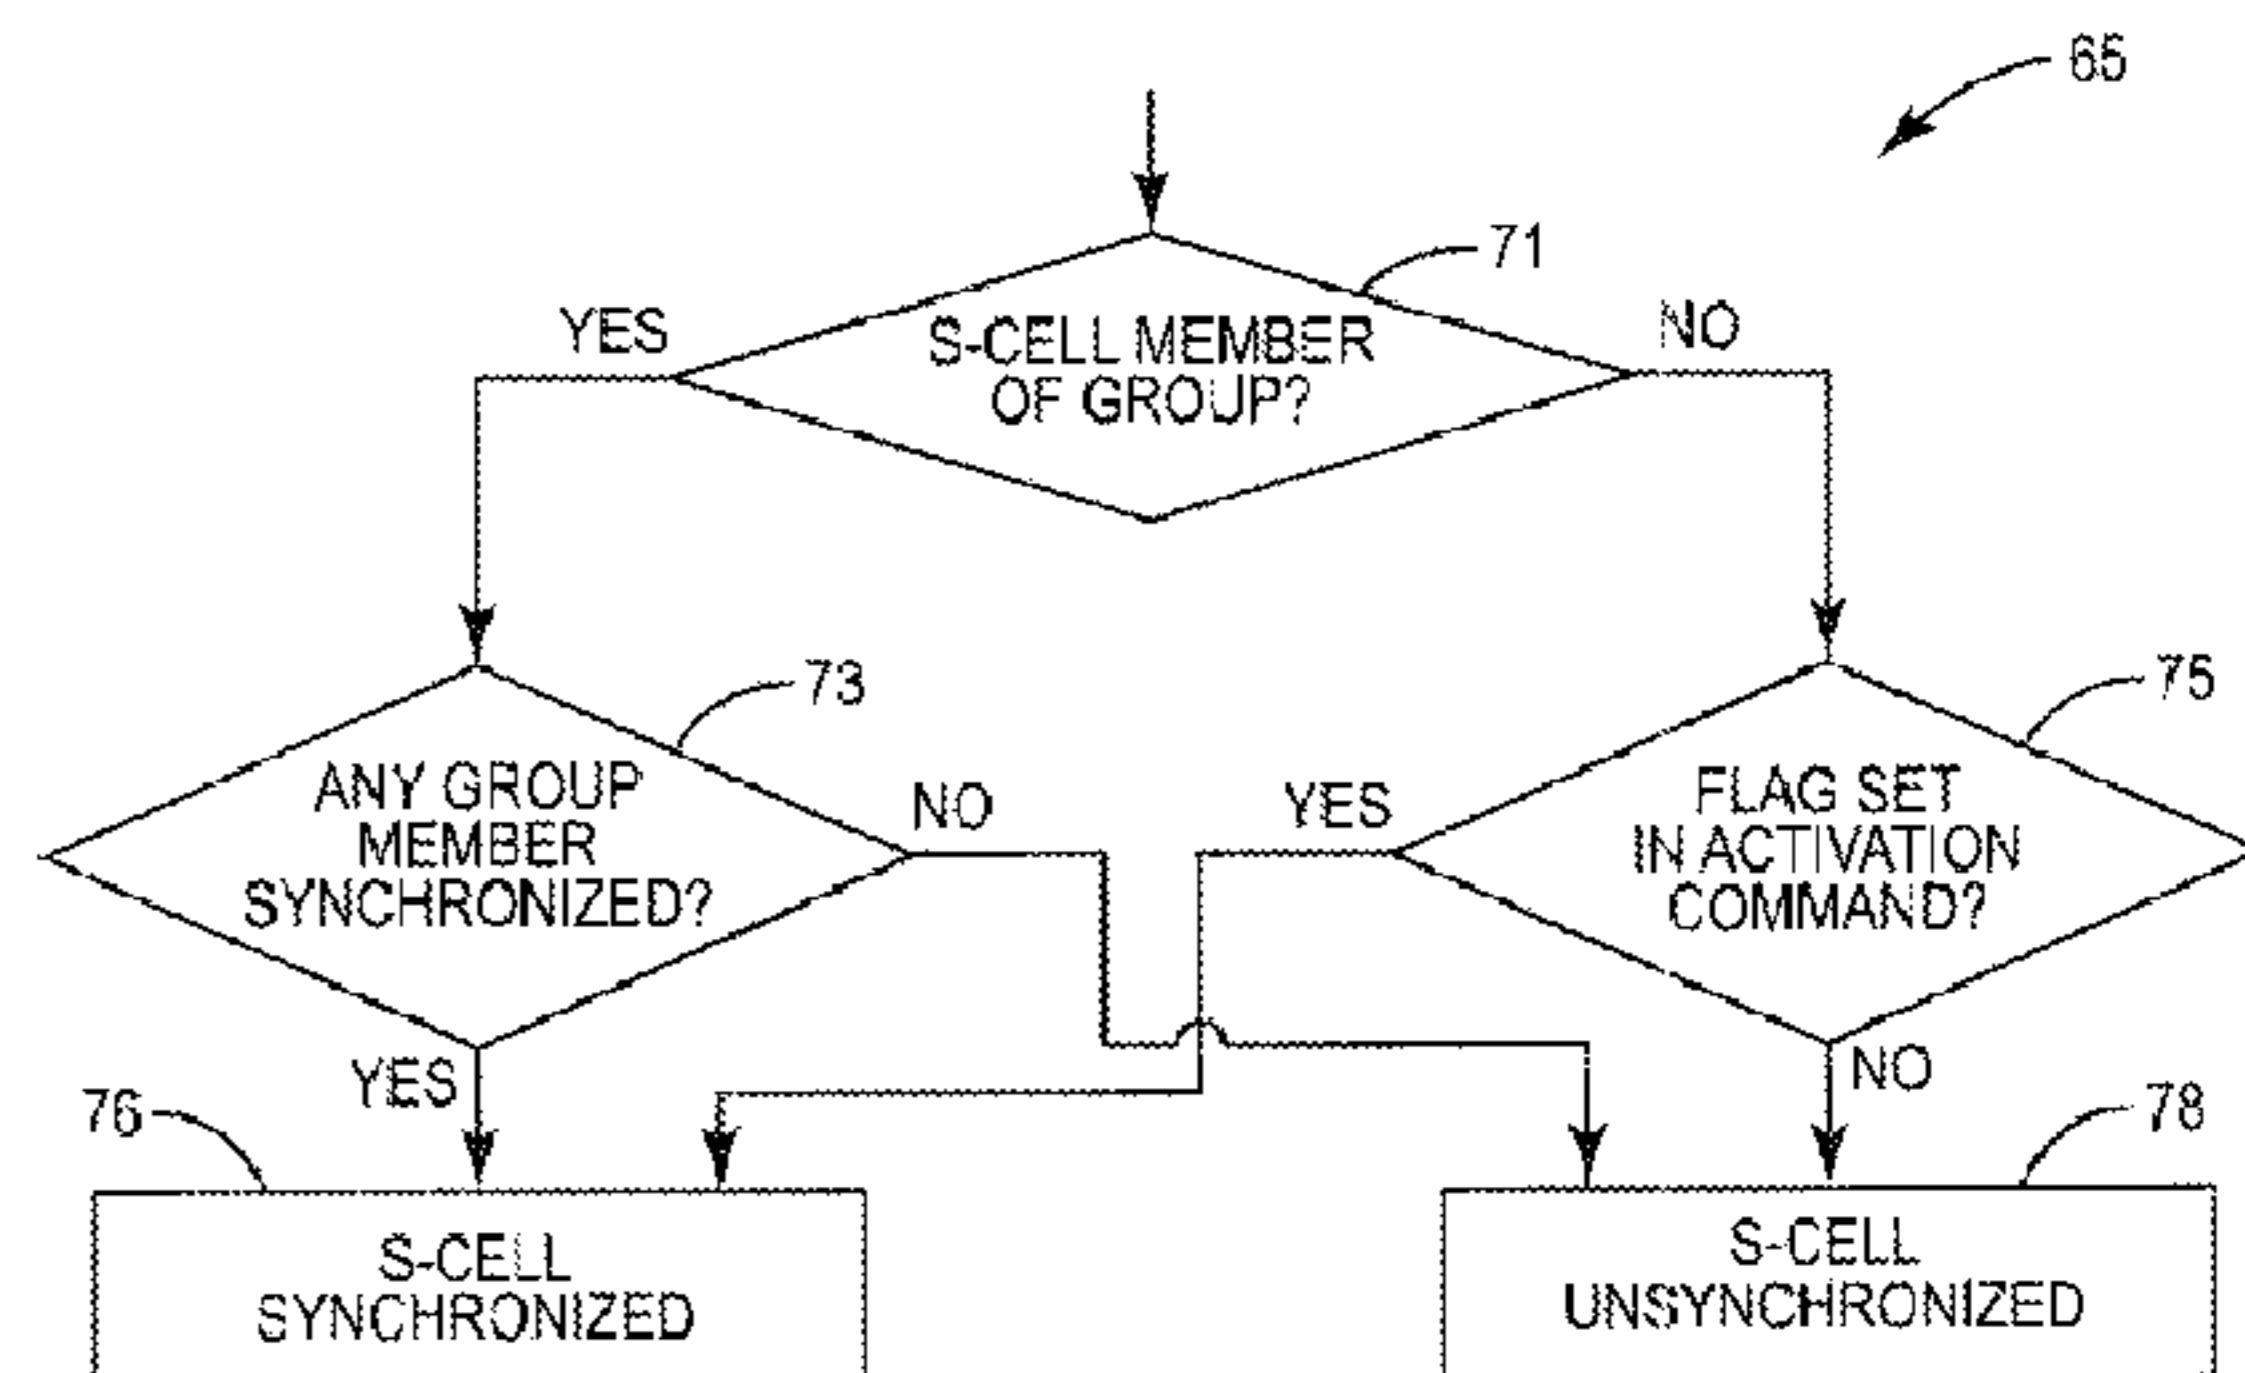 65
71
YES
S-CELL MEMBER
OF GROUP?
NO
73
75
ANY GROUP
MEMBER
SYNCHRONIZED?
NO
YES
FLAG SET
IN ACTIVATION
COMMAND?
YES
NO
76
78
S-CELL
SYNCHRONIZED
S-CELL
UNSYNCHRONIZED